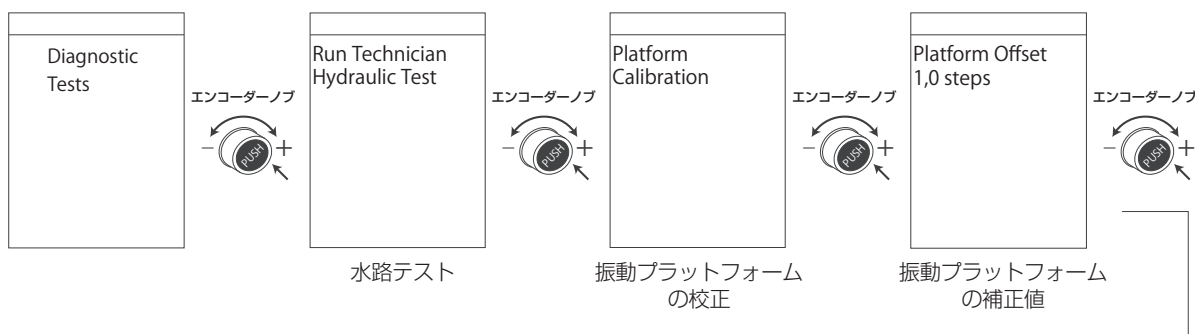 Diagnostic
Tests
エンコーダーノブ
− PUSH +
Run Technician
Hydraulic Test
水路テスト
エンコーダーノブ
− PUSH +
Platform
Calibration
振動プラットフォーム
の校正
エンコーダーノブ
− PUSH +
Platform Offset
1,0 steps
振動プラットフォーム
の補正値
エンコーダーノブ
− PUSH +